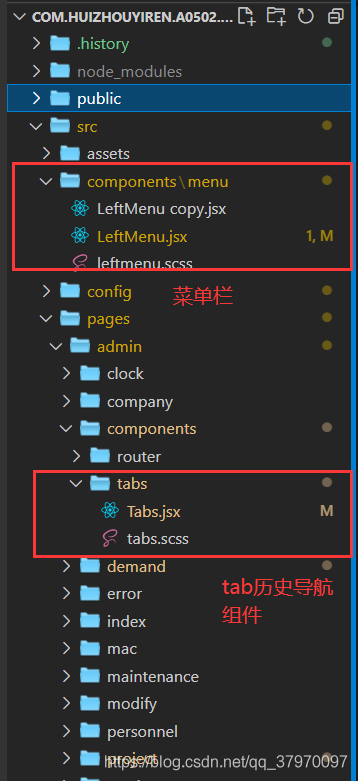 COM.HUIZHOUYIREN.A0502....
.history
node_modules
public
src
assets
components\menu
LeftMenu copy.jsx
LeftMenu.jsx 1, M
leftmenu.scss
config
菜单栏
pages
admin
clock
company
components
router
tabs
Tabs.jsx M
tabs.scss
demand
tab历史导航
组件
error
index
mac
maintenance
modify
personnel
project
https://blog.csdn.net/qq_37970097